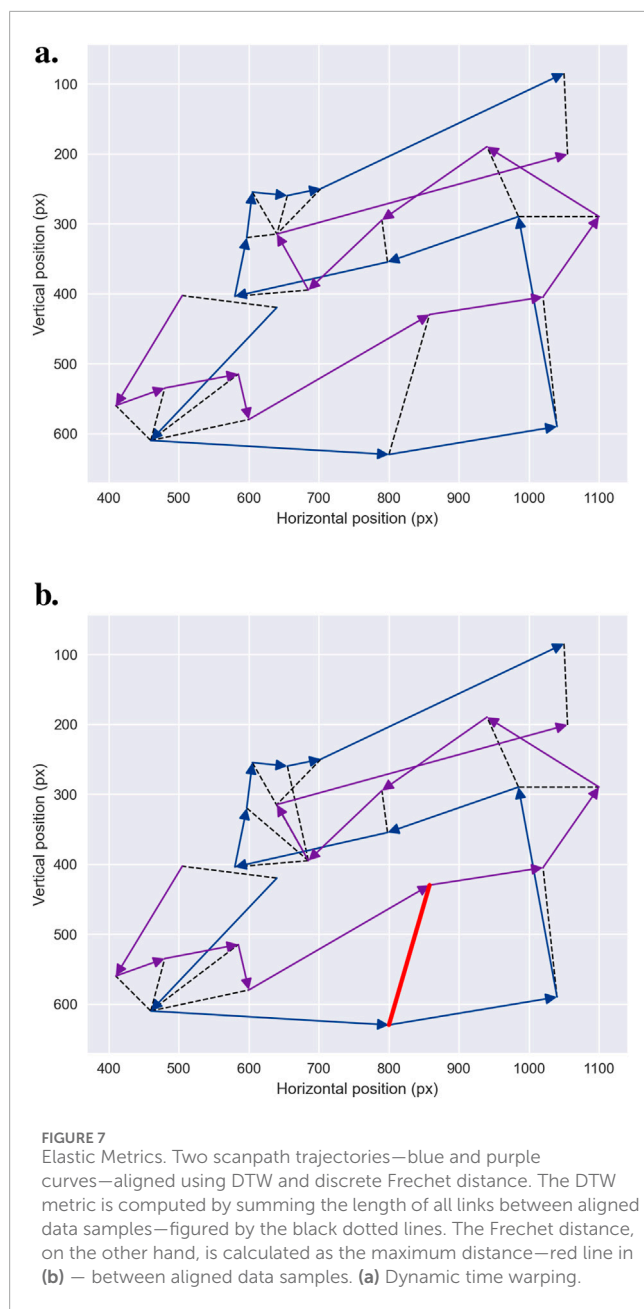 a.
100
200
300
400
500
600
Vertical position (px)
400 500 600 700 800 900 1000 1100
Horizontal position (px)
b.
100
200
300
400
500
600
Vertical position (px)
400 500 600 700 800 900 1000 1100
Horizontal position (px)
FIGURE 7
Elastic Metrics. Two scanpath trajectories—blue and purple
curves—aligned using DTW and discrete Frechet distance. The DTW
metric is computed by summing the length of all links between aligned
data samples—figured by the black dotted lines. The Frechet distance,
on the other hand, is calculated as the maximum distance—red line in
(b) — between aligned data samples. (a) Dynamic time warping.